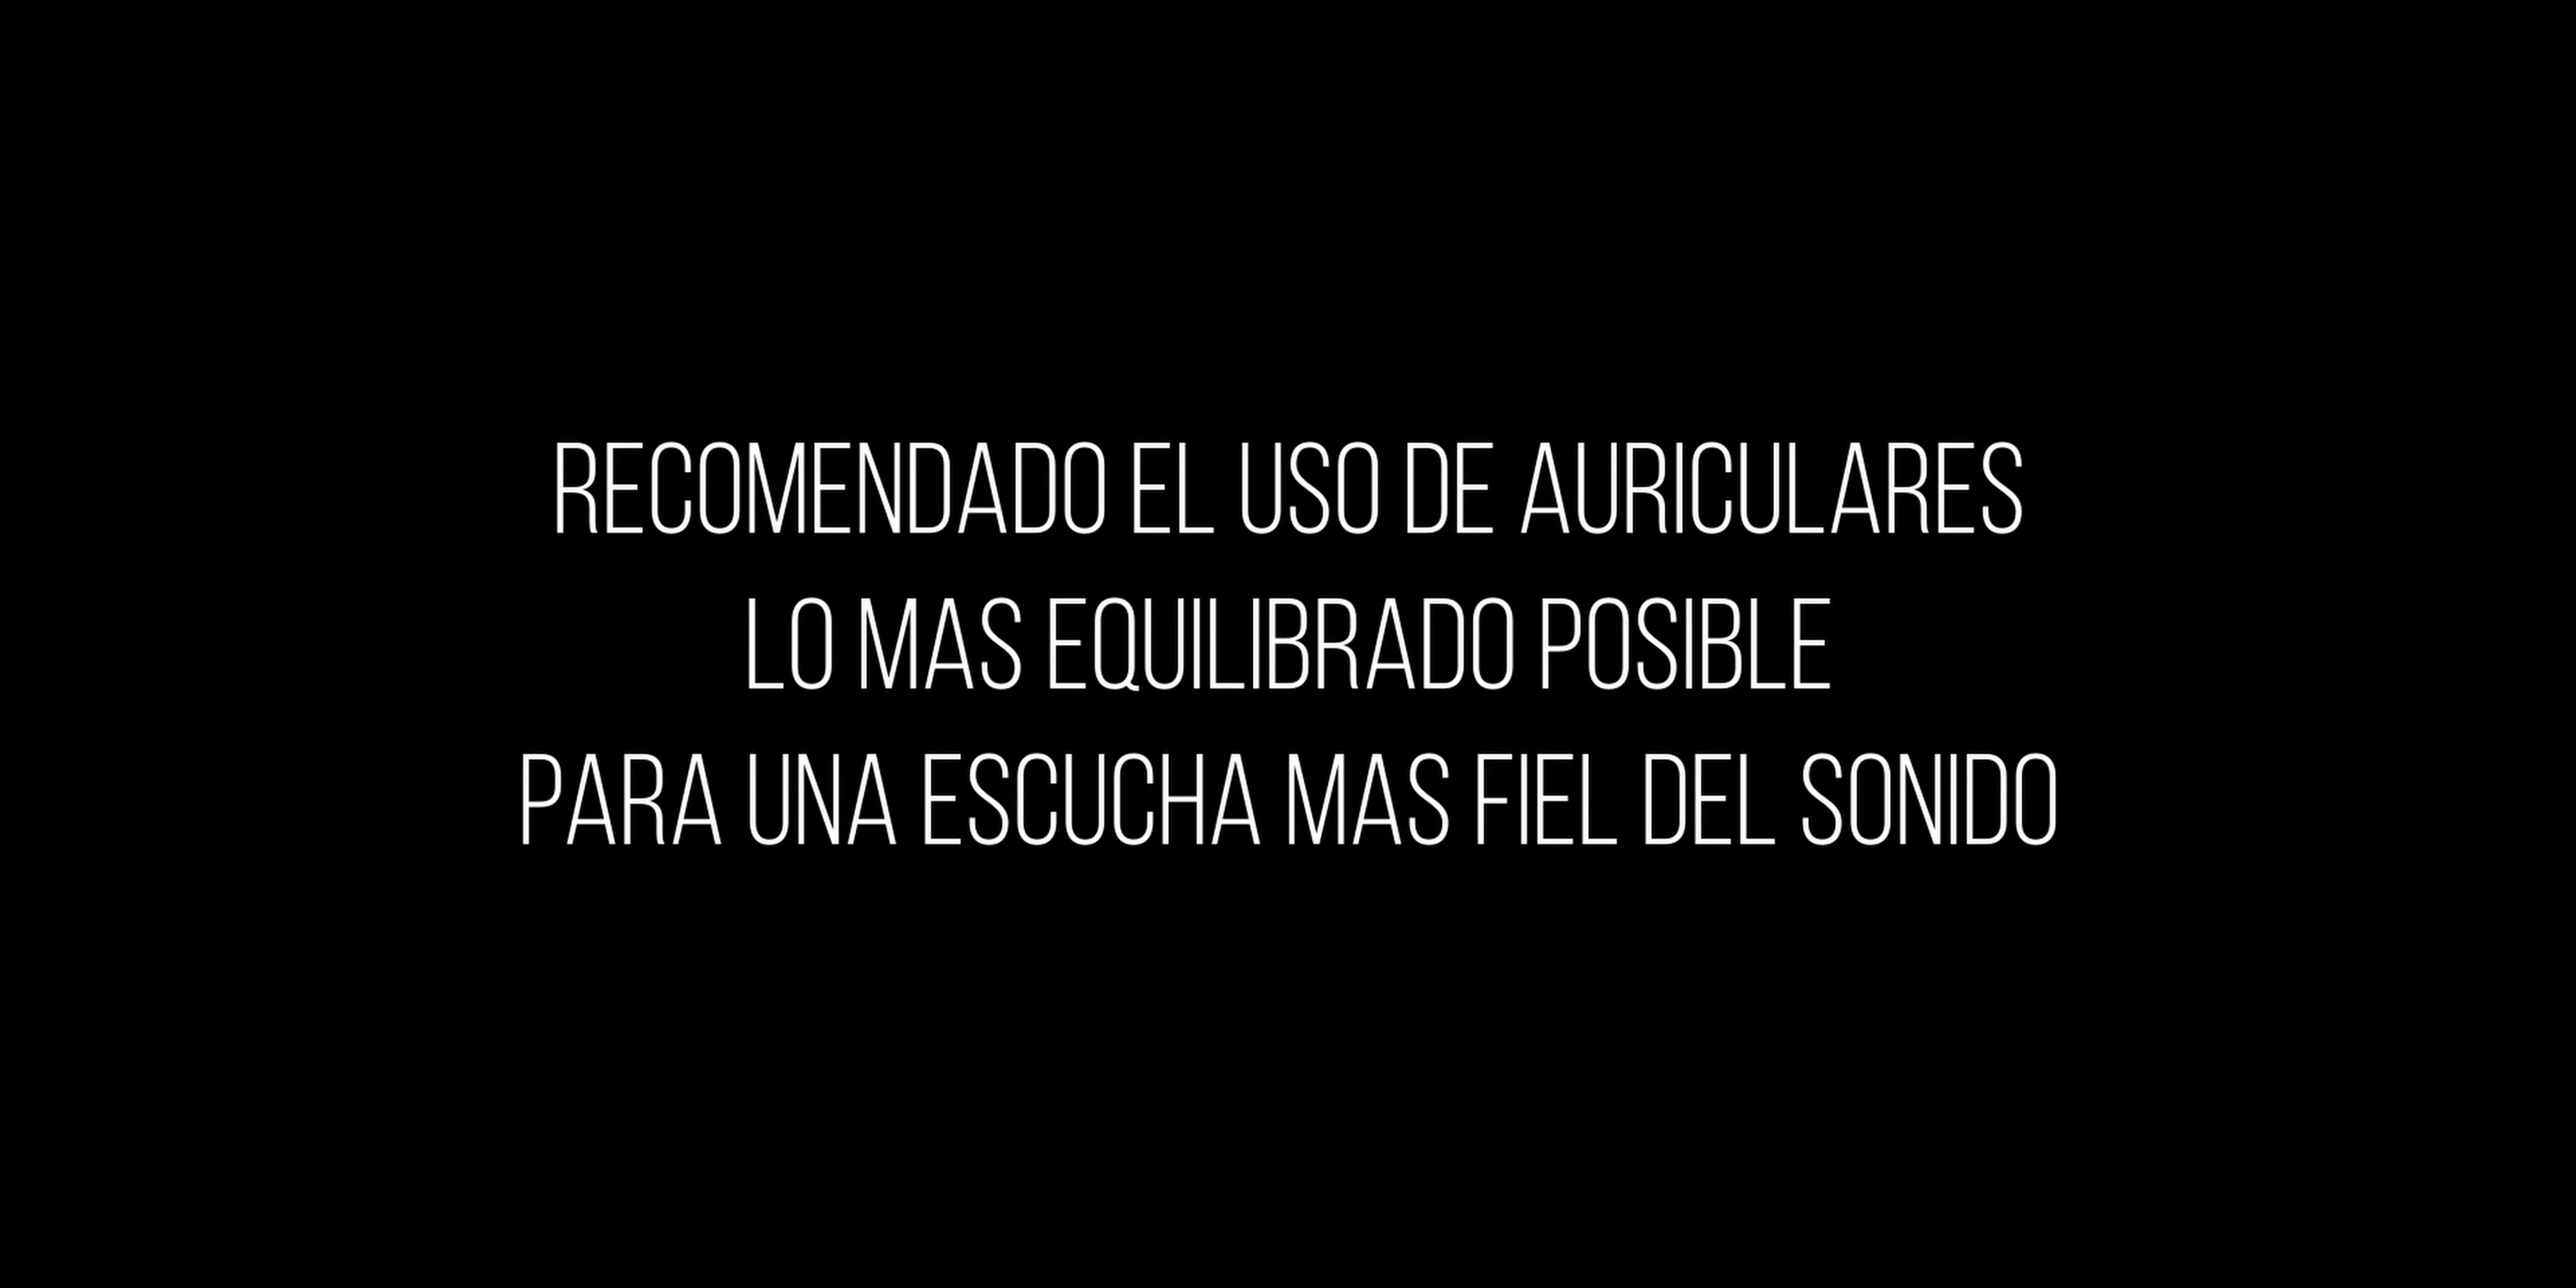 RECOMENDADO EL USO DE AURICULARES
LO MAS EQUILIBRADO POSIBLE
PARA UNA ESCUCHA MAS FIEL DEL SONIDO